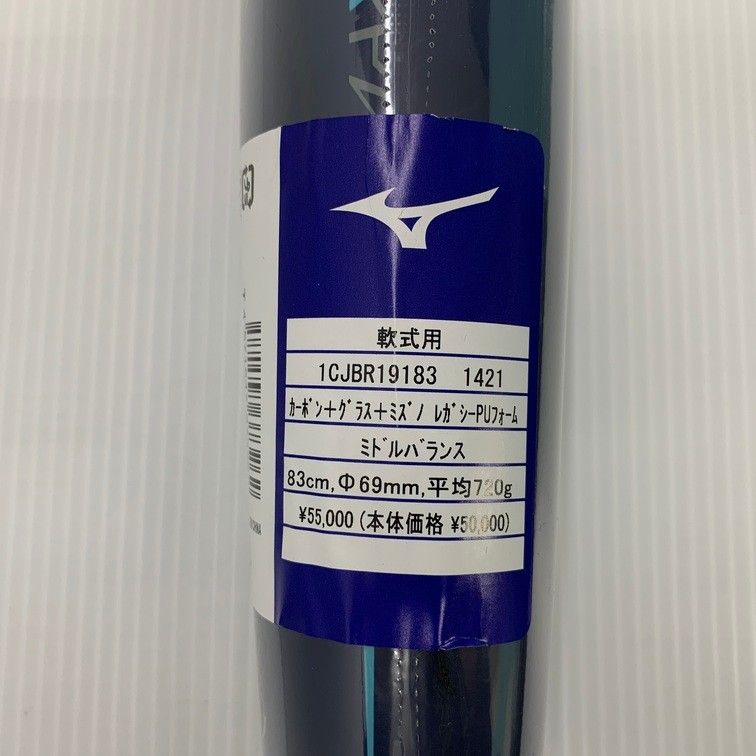 軟式用
1CJBR19183 1421
ｶｰﾎﾞﾝ+ｸﾞﾗｽ+ﾐｽﾞﾉ ﾚｶﾞｼｰPUﾌｫｰﾑ
ﾐﾄﾞﾙﾊﾞﾗﾝｽ
83cm,Φ69mm,平均720g
¥55,000(本体価格 ¥50,000)